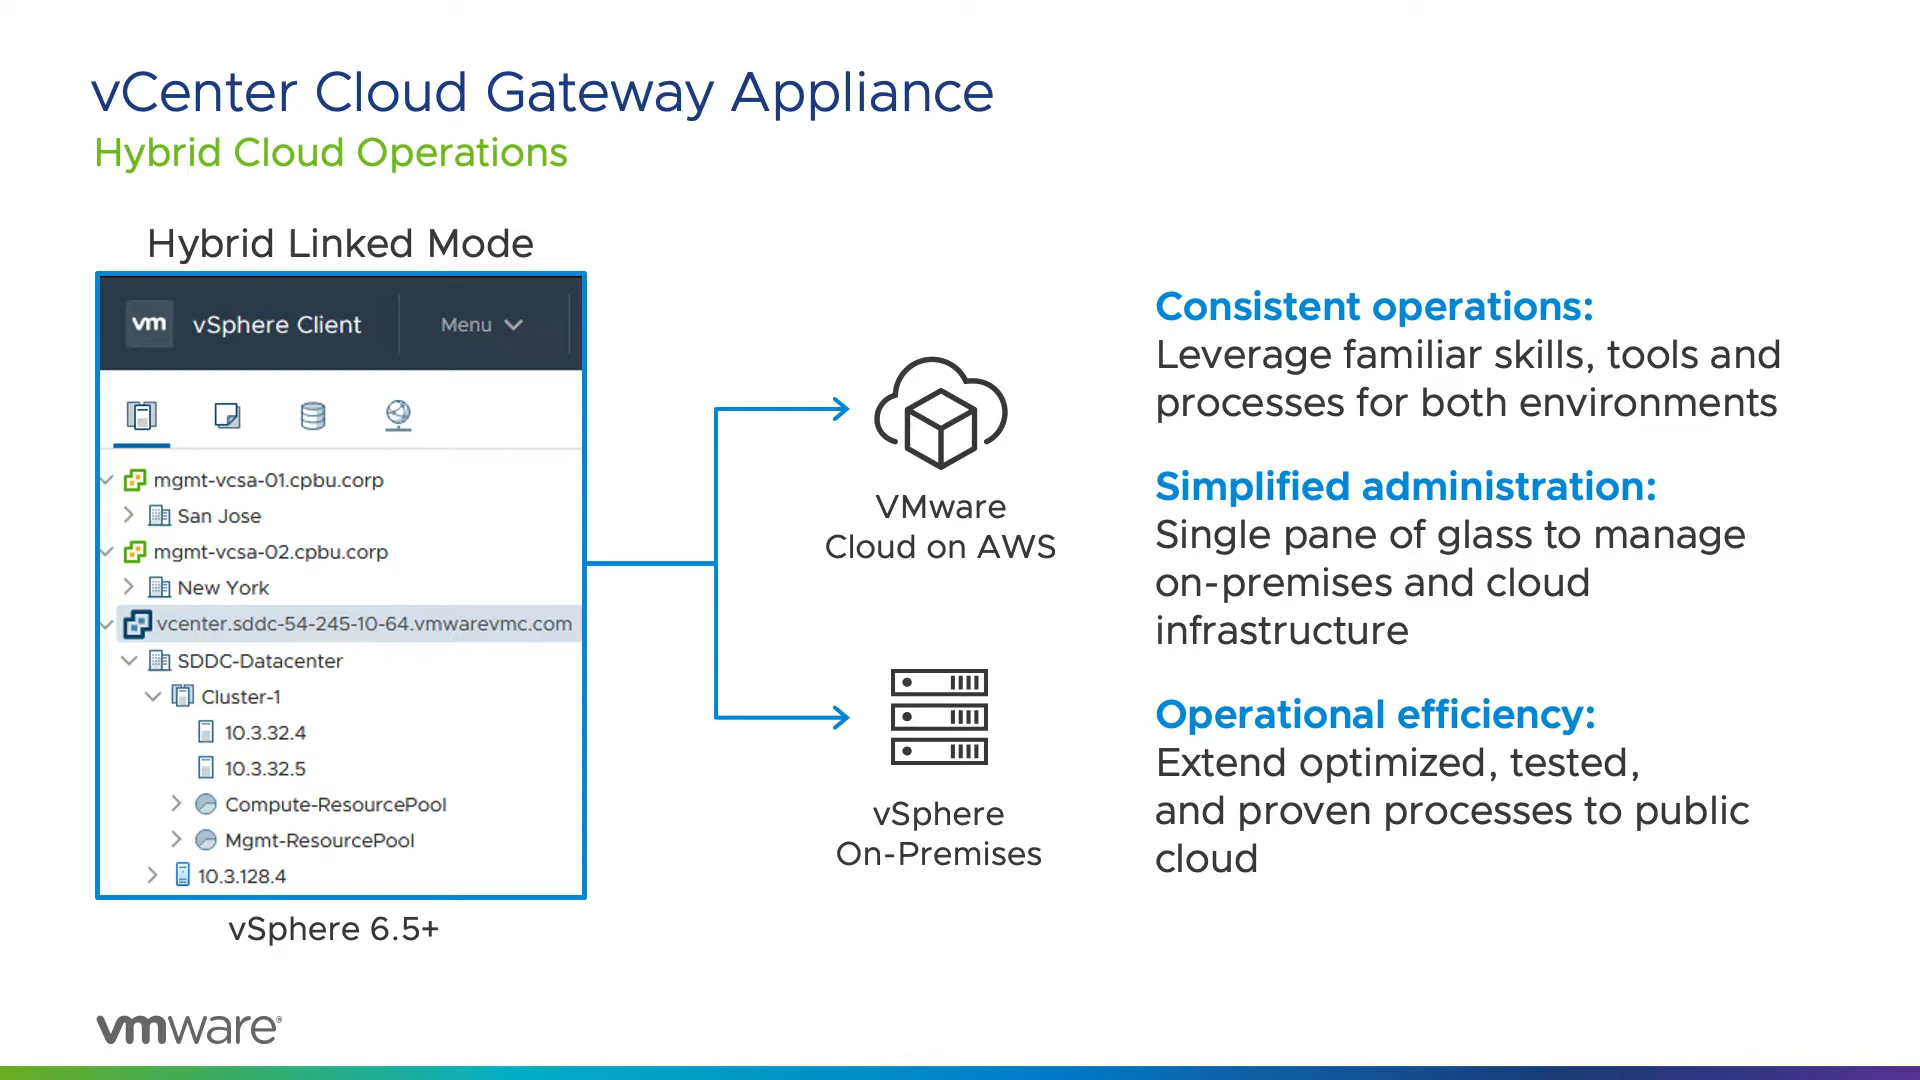 vCenter Cloud Gateway Appliance
Hybrid Cloud Operations
Hybrid Linked Mode
vm vSphere Client Menu
mgmt-vcsa-01.cpbu.corp
San Jose
mgmt-vcsa-02.cpbu.corp
New York
vcenter.sddc-54-245-10-64.vmwarevmc.com
SDDC-Datacenter
Cluster-1
10.3.32.4
10.3.32.5
Compute-ResourcePool
Mgmt-ResourcePool
10.3.128.4
vSphere 6.5+
VMware
Cloud on AWS
vSphere
On-Premises
Consistent operations:
Leverage familiar skills, tools and
processes for both environments
Simplified administration:
Single pane of glass to manage
on-premises and cloud
infrastructure
Operational efficiency:
Extend optimized, tested,
and proven processes to public
cloud
vmware®